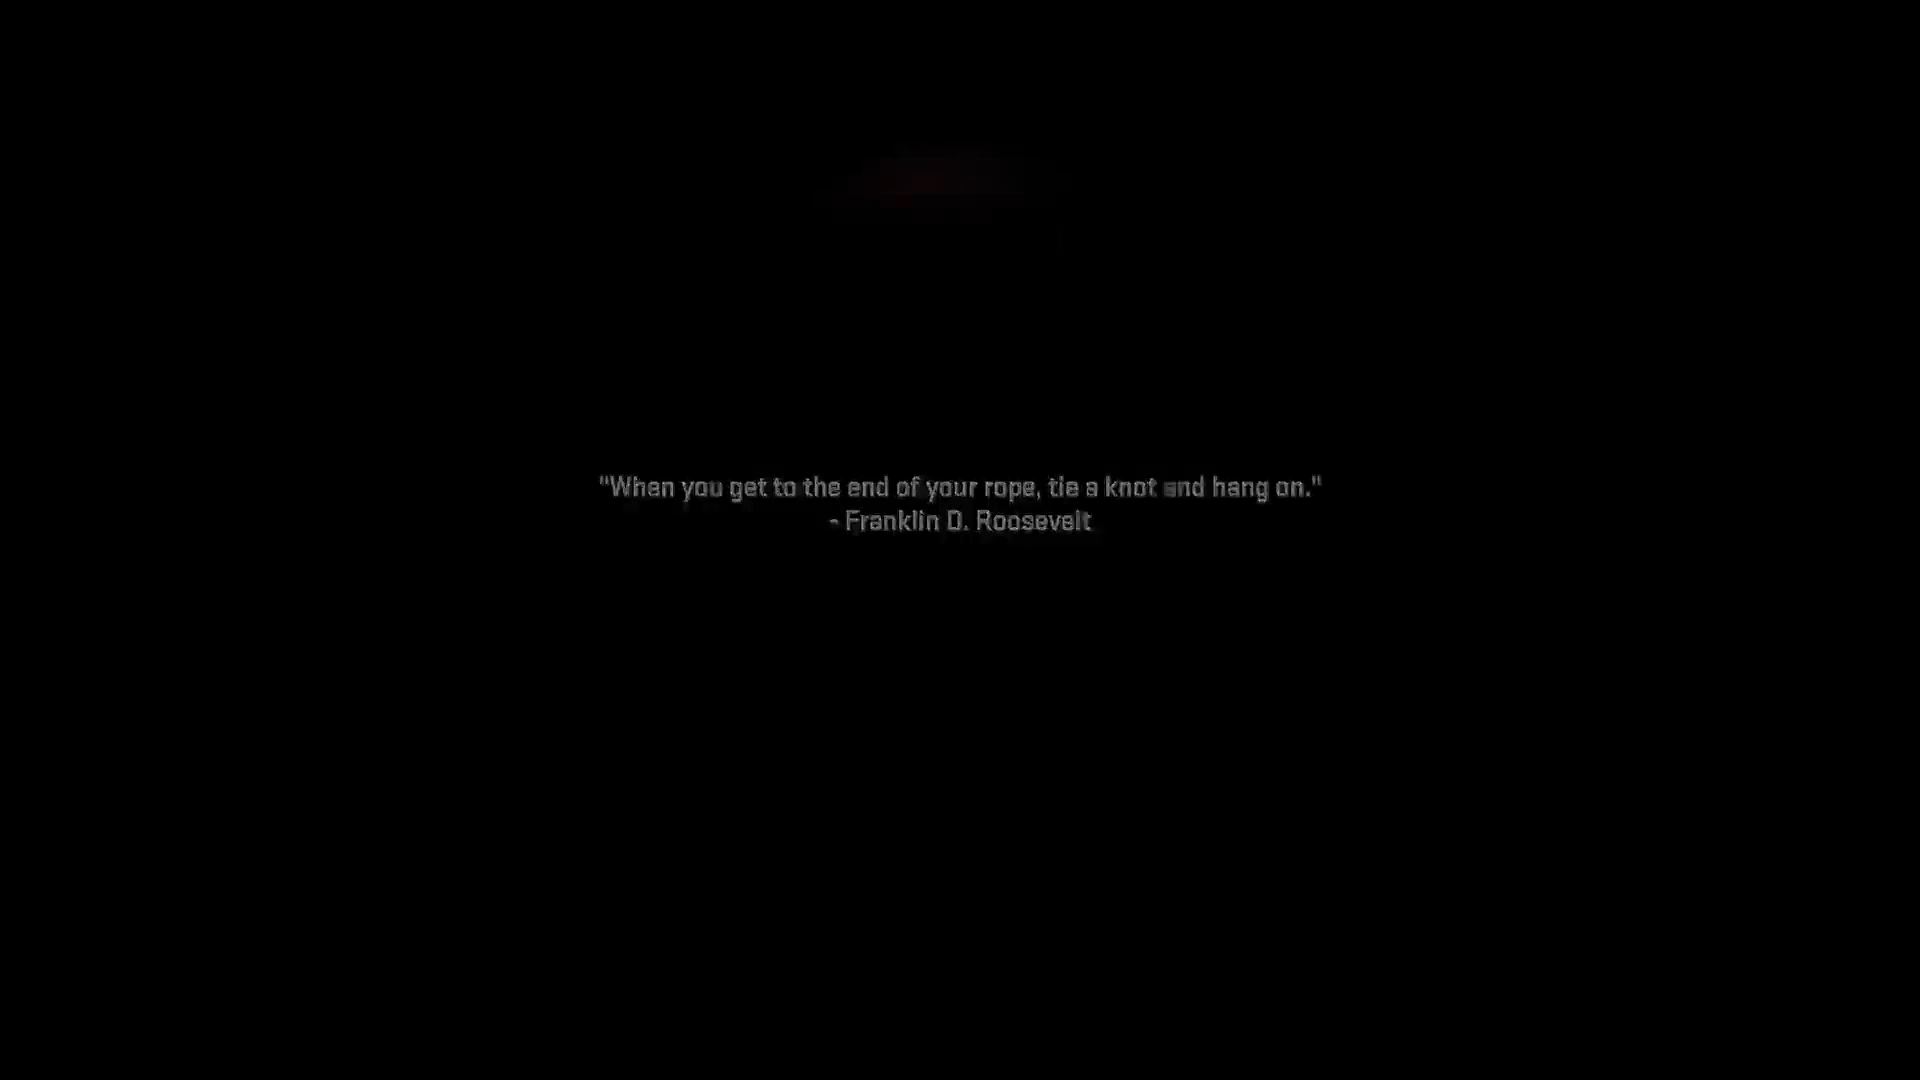 "When you get to the end of your rope, tie a knot and hang on."
- Franklin D. Roosevelt